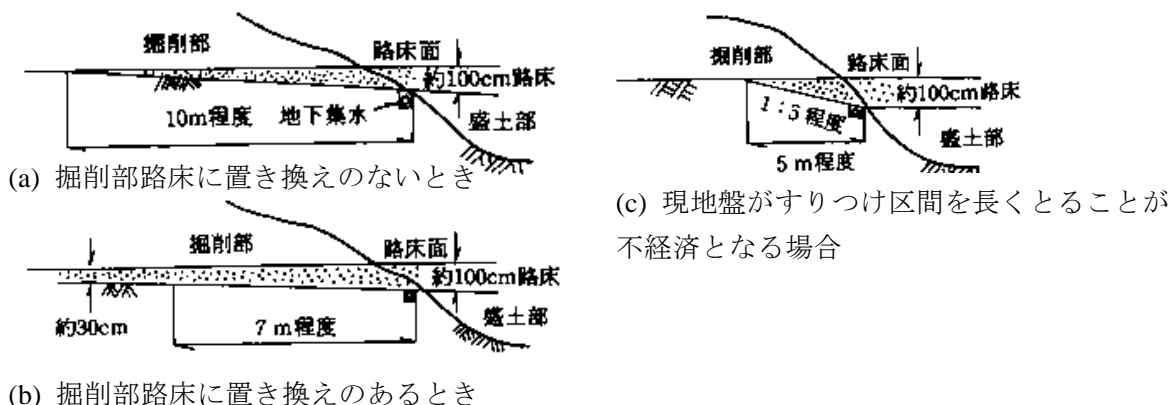 掘削部
路床面
約100cm路床
10m程度
地下集水
盛土部
(a) 掘削部路床に置き換えのないとき
掘削部
路床面
約100cm路床
約30cm
7m程度
盛土部
(b) 掘削部路床に置き換えのあるとき
掘削部
路床面
約100cm路床
1:5程度
盛土部
5m程度
(c) 現地盤がすりつけ区間を長くとることが
不経済となる場合